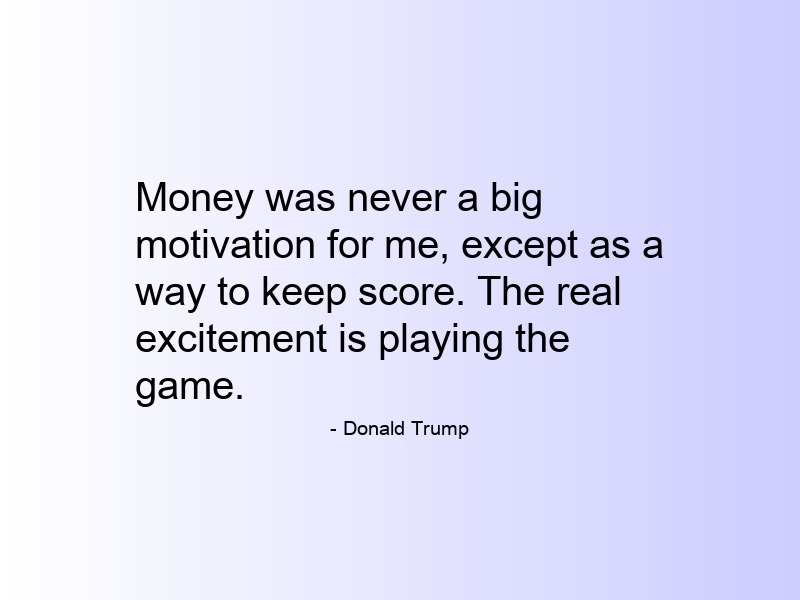 Money was never a big
motivation for me, except as a
way to keep score. The real
excitement is playing the
game.
- Donald Trump